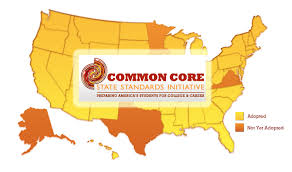 COMMON CORE
STATE STANDARDS INITIATIVE
PREPARING AMERICA'S STUDENTS FOR COLLEGE & CAREER
Adopted
Not Yet Adopted